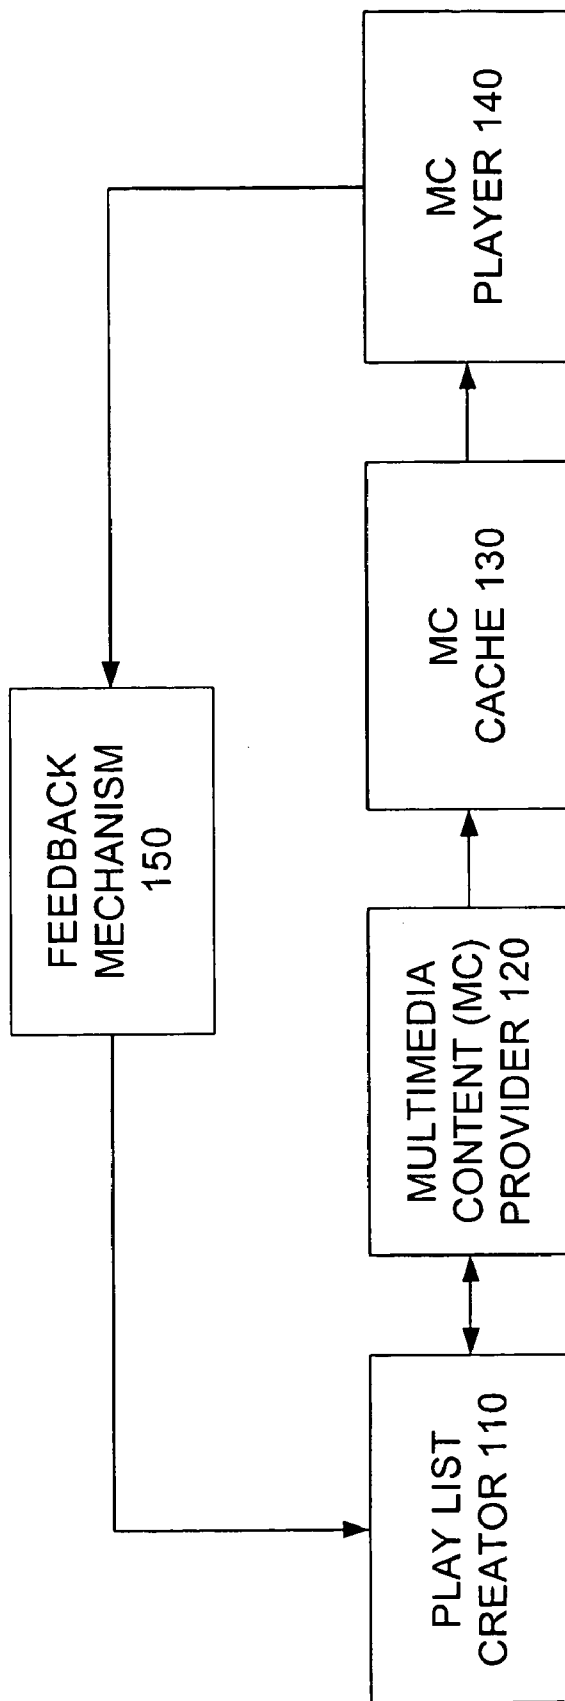 FEEDBACK
MECHANISM
150
PLAY LIST
CREATOR 110
MULTIMEDIA
CONTENT (MC)
PROVIDER 120
MC
CACHE 130
MC
PLAYER 140